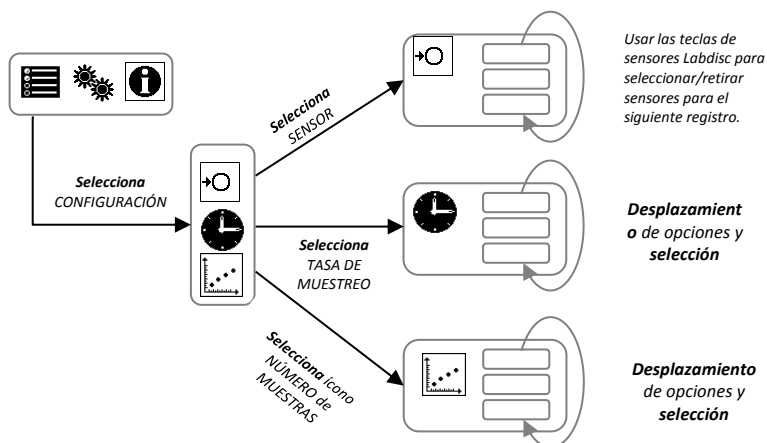 Selecciona
CONFIGURACIÓN
Selecciona
SENSOR
Selecciona
TASA DE
MUESTREO
Selecciona ícono
NÚMERO de
MUESTRAS
Usar las teclas de
sensores Labdisc para
seleccionar/retirar
sensores para el
siguiente registro.
Desplazamient
o de opciones y
selección
Desplazamiento
de opciones y
selección